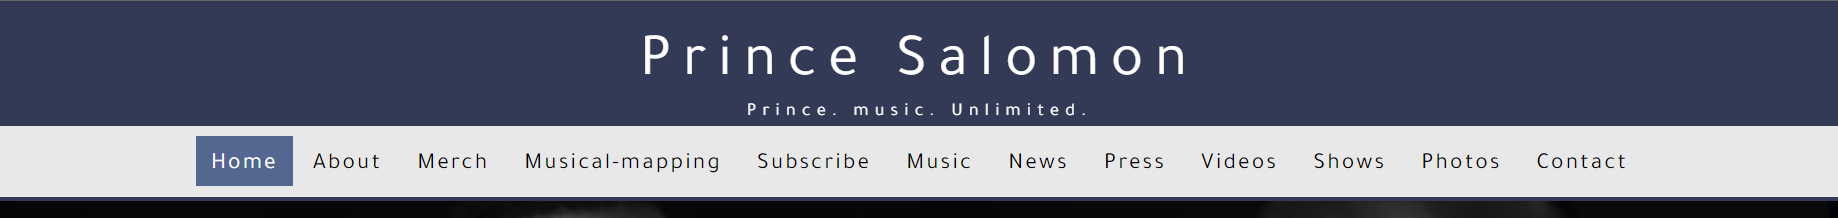 Prince Salomon
Prince. music. Unlimited.
Home About Merch Musical-mapping Subscribe Music News Press Videos Shows Photos Contact